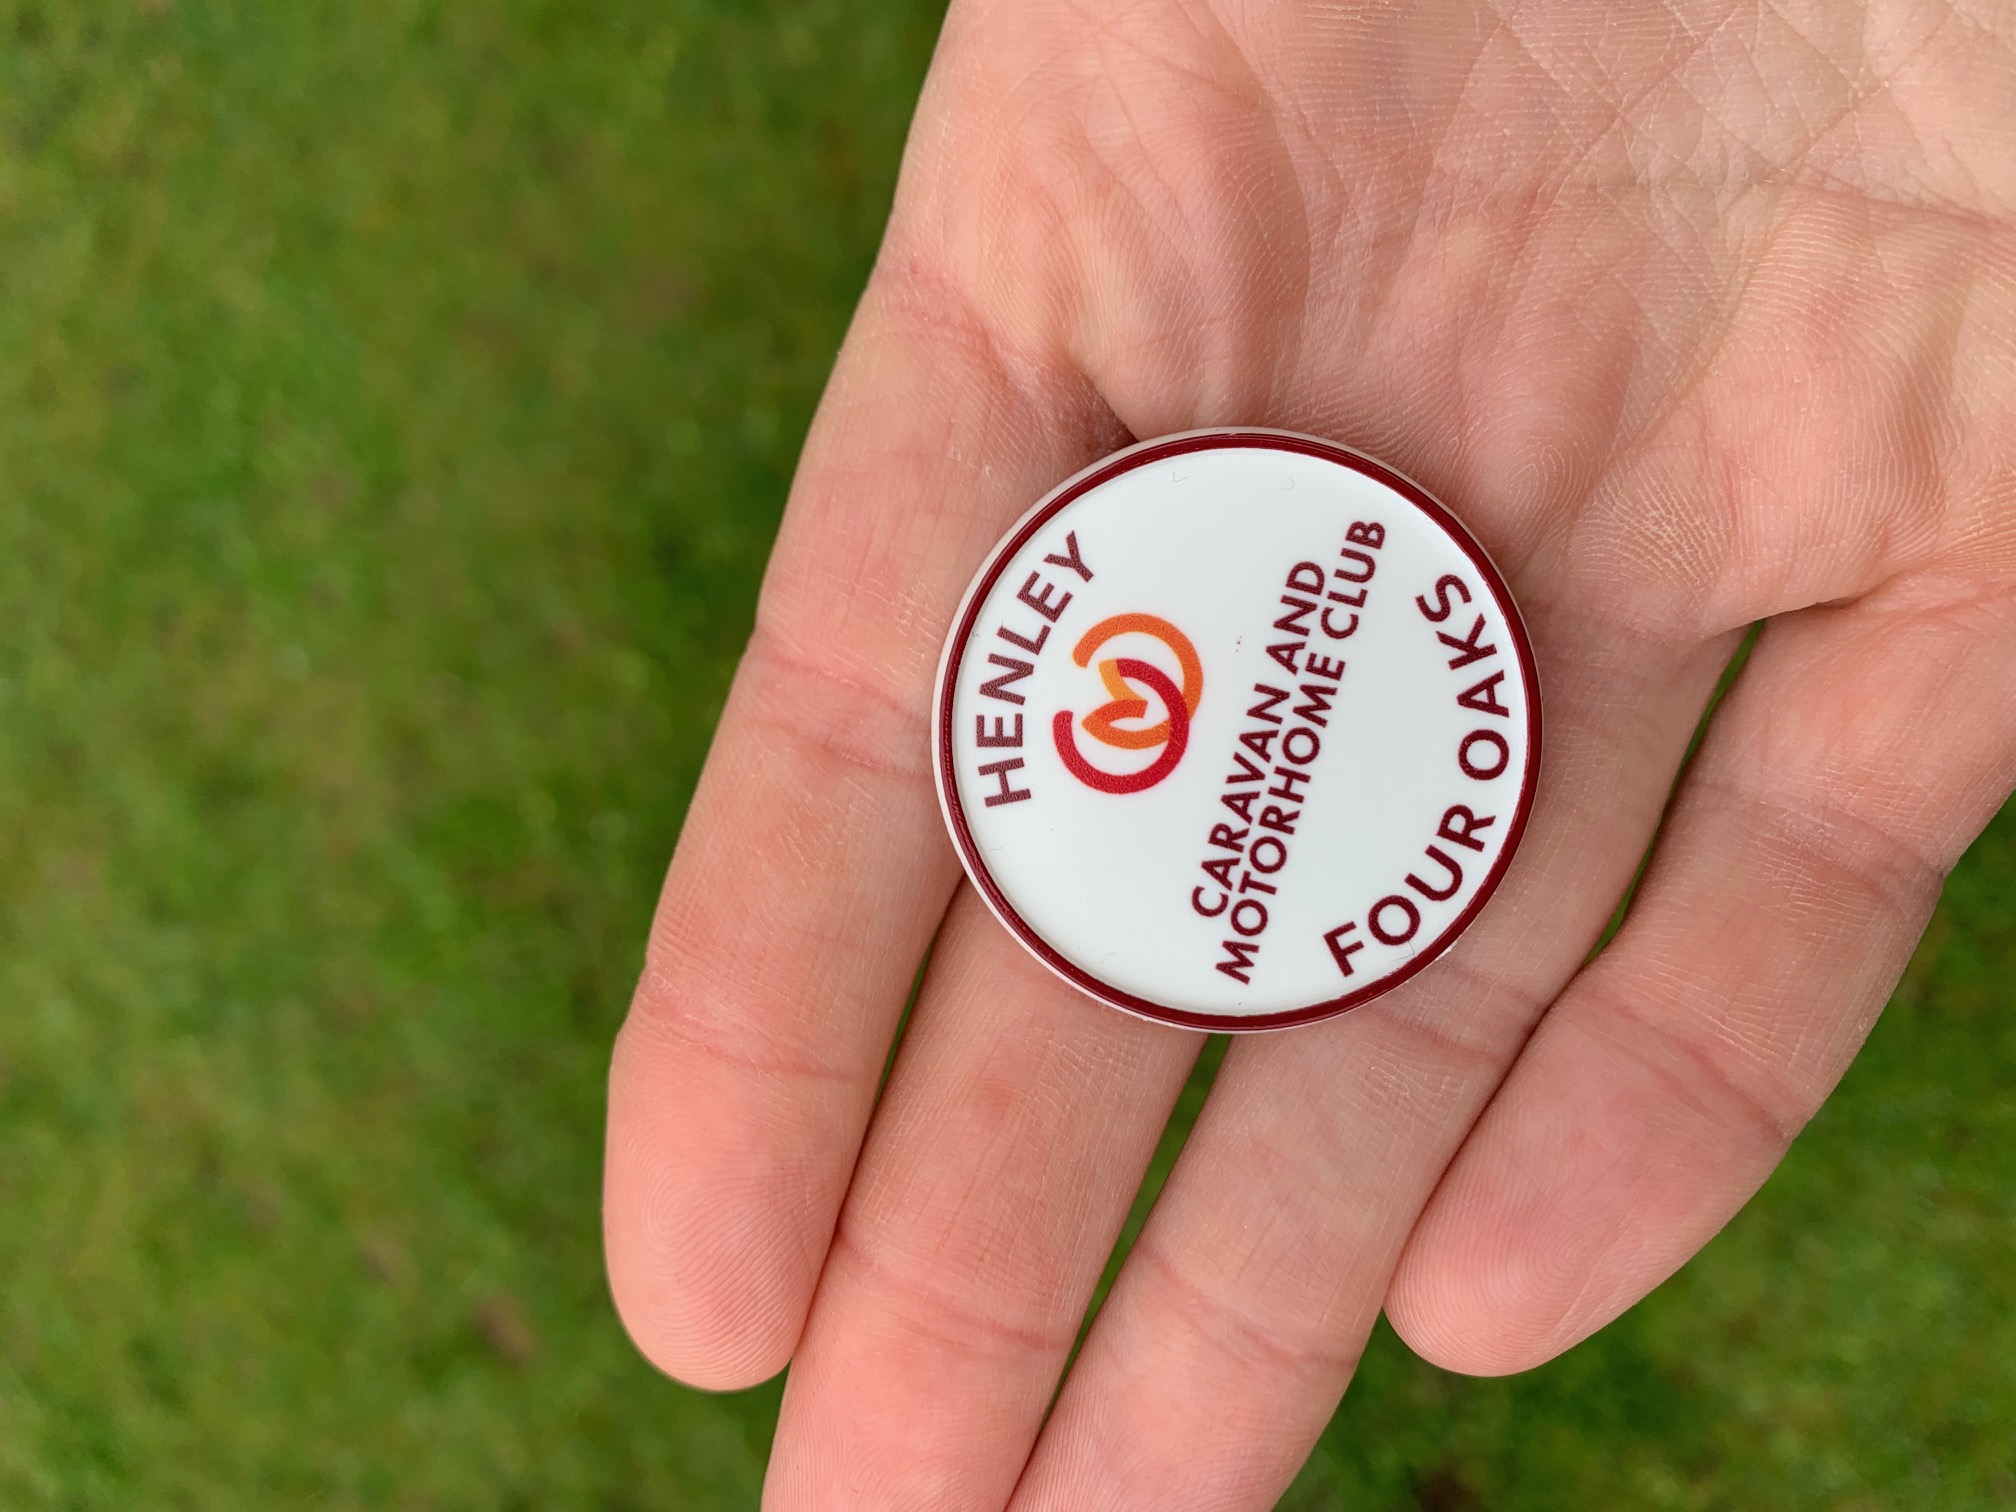 HENLEY
CARAVAN AND
MOTORHOME CLUB
FOUR OAKS